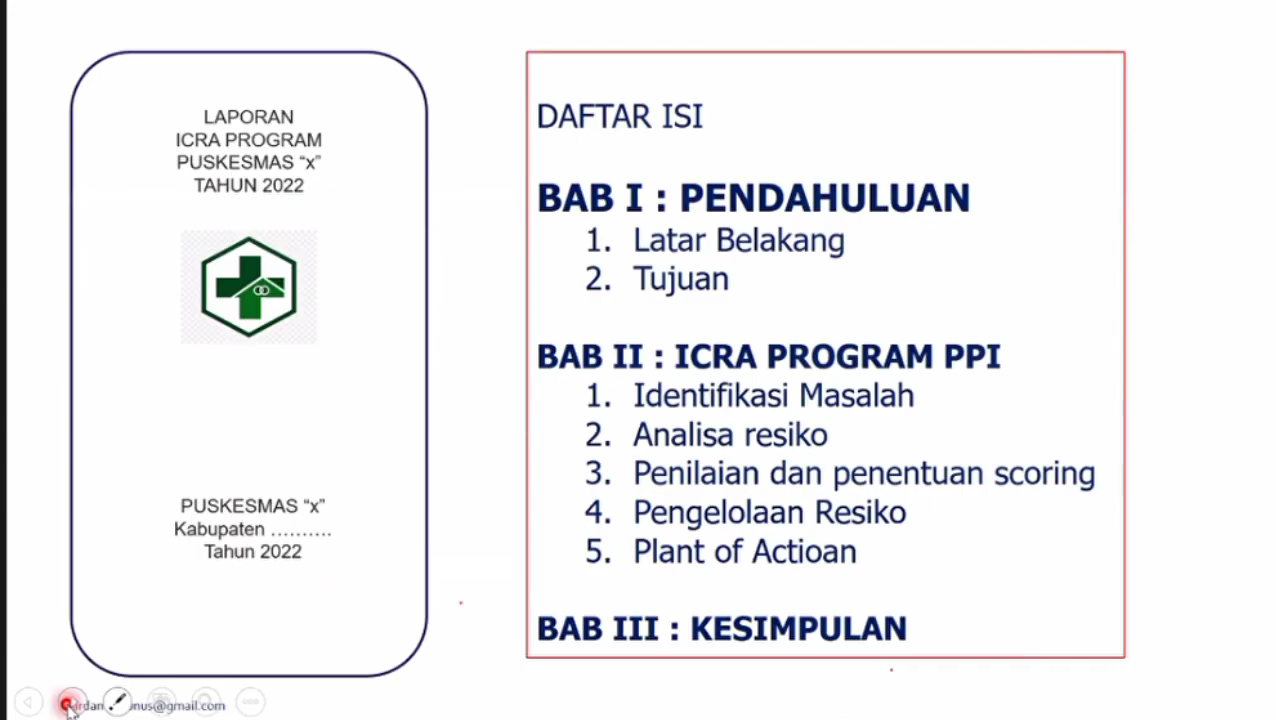 LAPORAN
ICRA PROGRAM
PUSKESMAS “x”
TAHUN 2022
PUSKESMAS “x”
Kabupaten ..........
Tahun 2022
DAFTAR ISI
BAB I : PENDAHULUAN
1. Latar Belakang
2. Tujuan
BAB II : ICRA PROGRAM PPI
1. Identifikasi Masalah
2. Analisa resiko
3. Penilaian dan penentuan scoring
4. Pengelolaan Resiko
5. Plant of Actioan
BAB III : KESIMPULAN